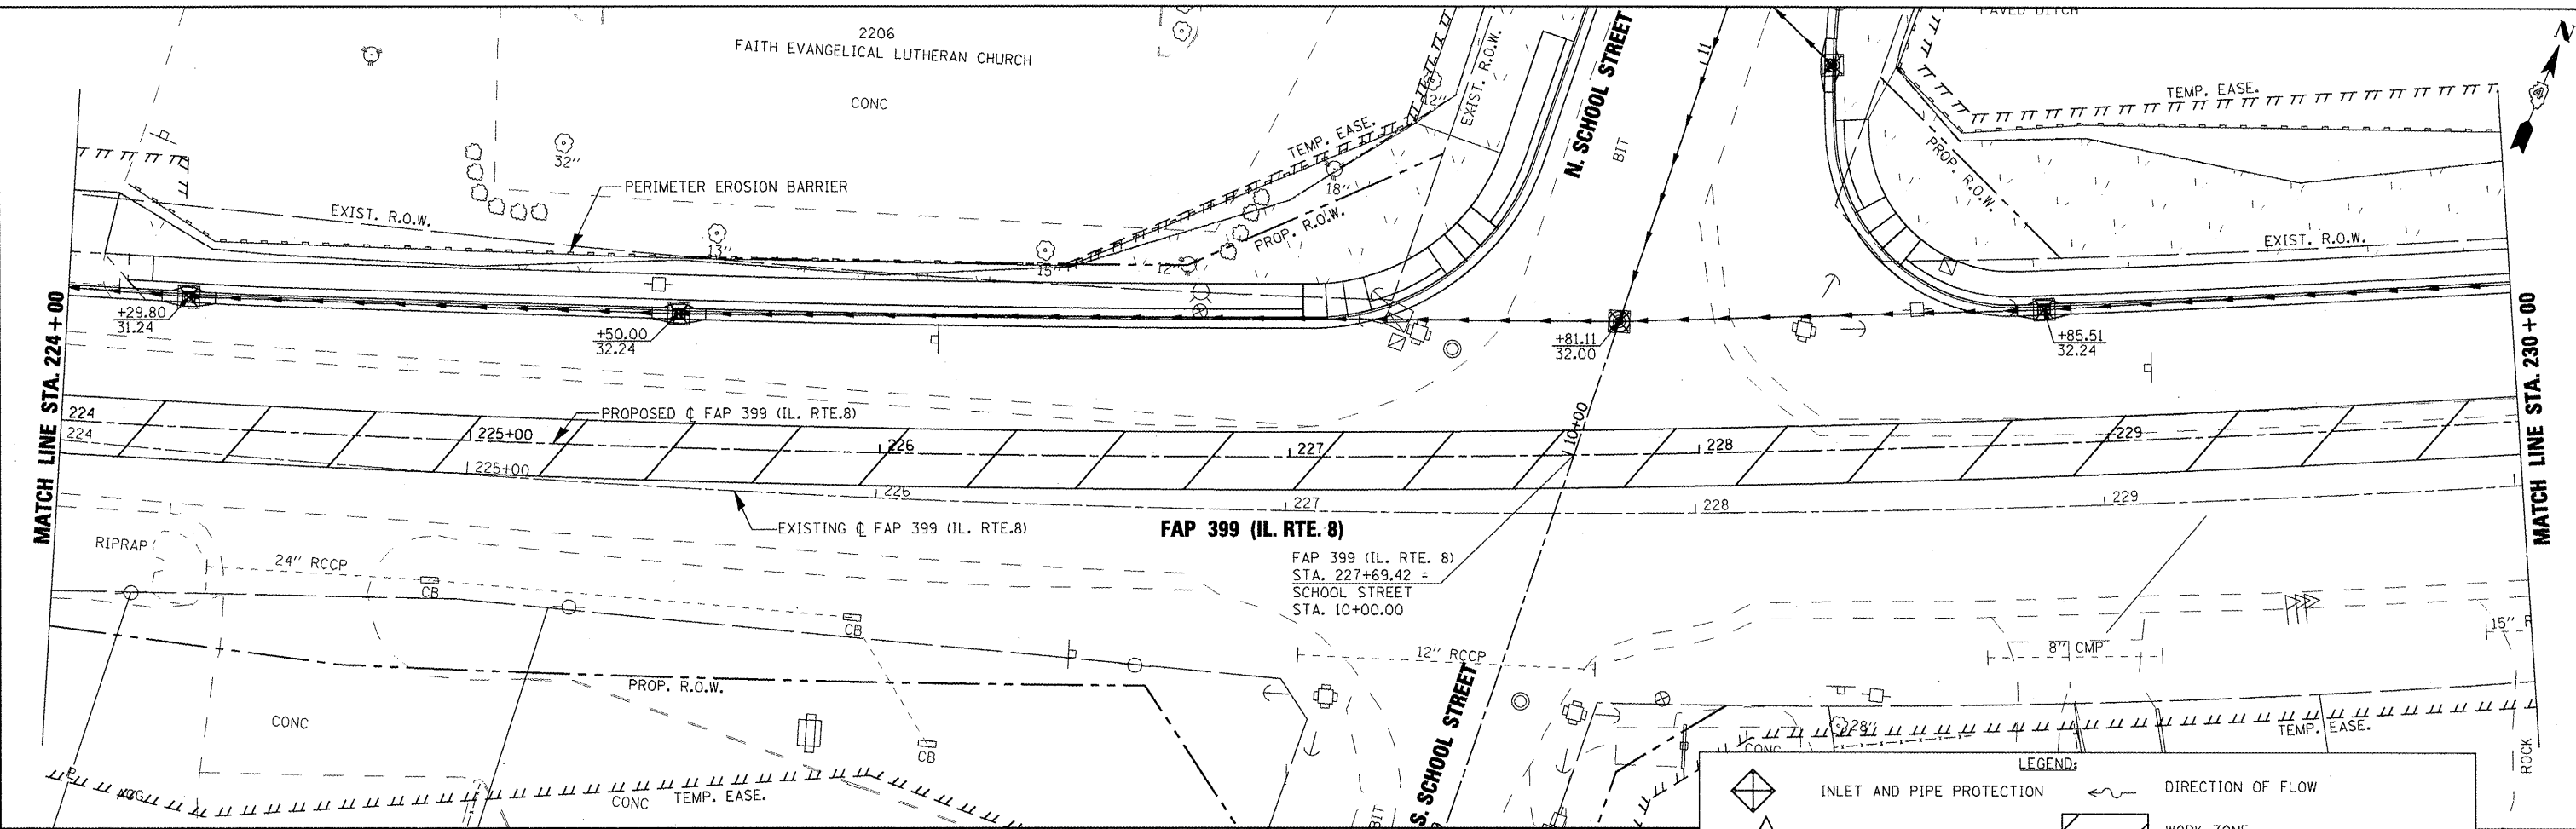 2206
FAITH EVANGELICAL LUTHERAN CHURCH
CONC
PAVED DITCH
N
N. SCHOOL STREET
BIT
11
EXIST. R.O.W.
TEMP. EASE.
12"
18"
PROP. R.O.W.
12"
15"
13"
32"
PERIMETER EROSION BARRIER
EXIST. R.O.W.
TEMP. EASE.
PROP. R.O.W.
EXIST. R.O.W.
MATCH LINE STA. 224+00
MATCH LINE STA. 230+00
+29.80
31.24
+50.00
32.24
+81.11
32.00
+85.51
32.24
10+00
224
PROPOSED ℄ FAP 399 (IL. RTE.8)
225+00
226
227
228
229
224
225+00
226
227
228
229
EXISTING ℄ FAP 399 (IL. RTE.8)
FAP 399 (IL. RTE. 8)
FAP 399 (IL. RTE. 8)
STA. 227+69.42 =
SCHOOL STREET
STA. 10+00.00
RIPRAP
24" RCCP
CB
CB
CB
12" RCCP
8" CMP
15" R
PROP. R.O.W.
CONC
CONC
TEMP. EASE.
BIT
S. SCHOOL STREET
28"
CONC
TEMP. EASE.
ROCK
LEGEND:
INLET AND PIPE PROTECTION
DIRECTION OF FLOW
WORK ZONE